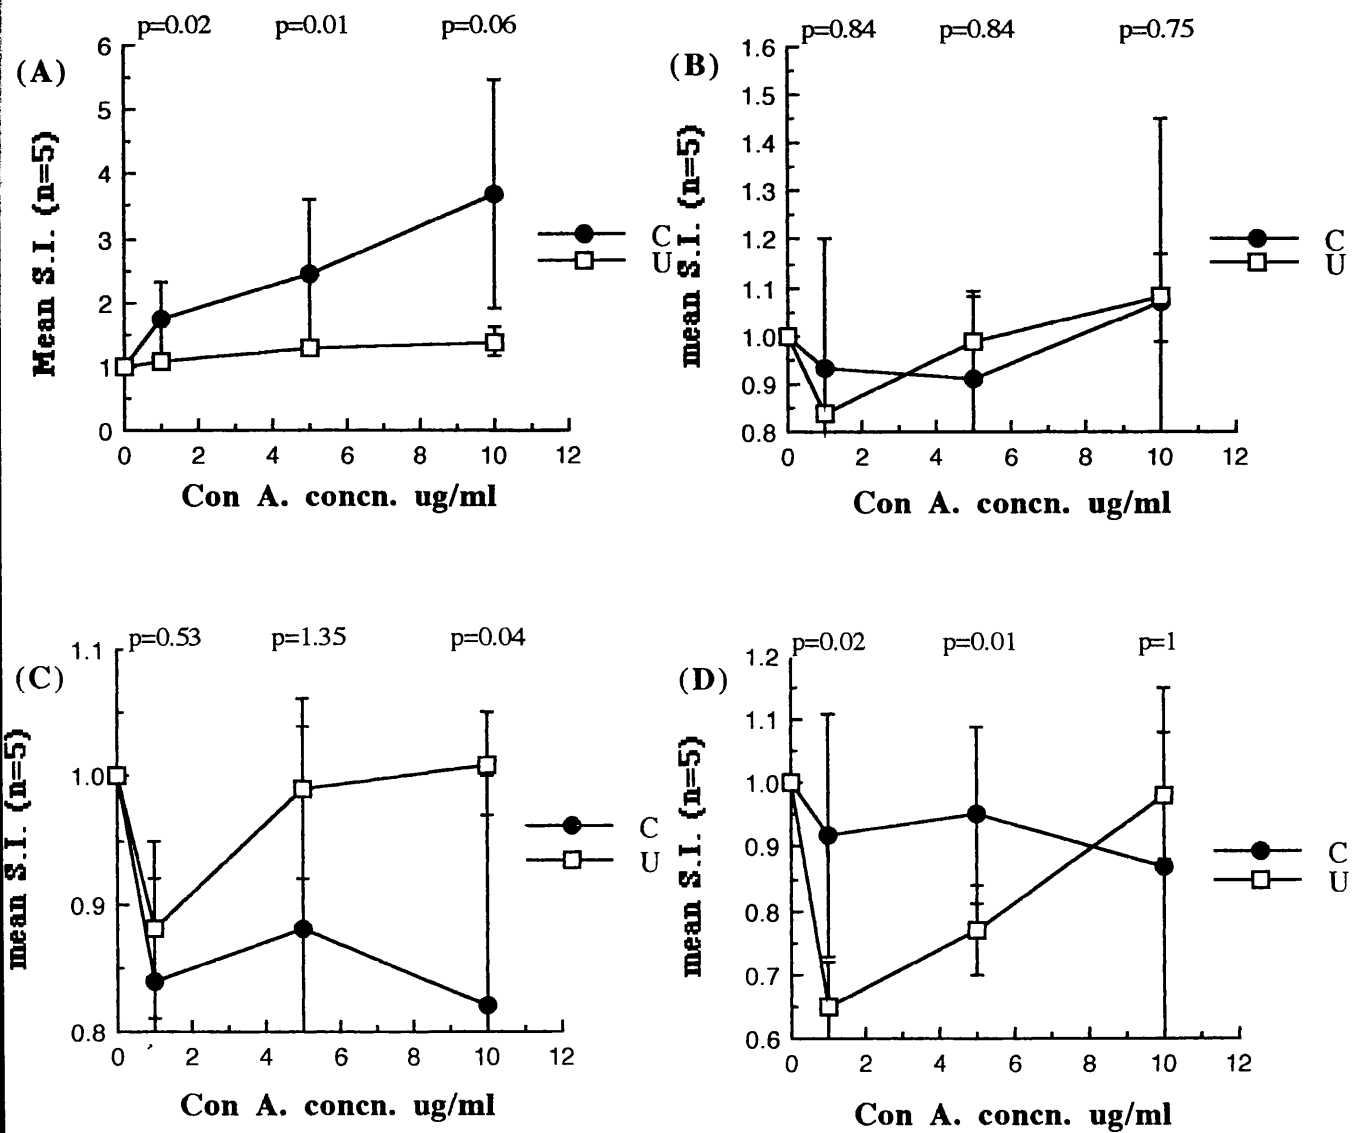 p=0.02 p=0.01 p=0.06
(A)
6
5
4
3
2
1
0
Mean S.I. (n=5)
0 2 4 6 8 10 12
Con A. concn. ug/ml
C
U
p=0.84 p=0.84 p=0.75
(B)
1.6
1.5
1.4
1.3
1.2
1.1
1.0
0.9
0.8
mean S.I. (n=5)
0 2 4 6 8 10 12
Con A. concn. ug/ml
C
U
p=0.53 p=1.35 p=0.04
(C)
1.1
1.0
0.9
0.8
mean S.I. (n=5)
0 2 4 6 8 10 12
Con A. concn. ug/ml
C
U
p=0.02 p=0.01 p=1
(D)
1.2
1.1
1.0
0.9
0.8
0.7
0.6
mean S.I. (n=5)
0 2 4 6 8 10 12
Con A. concn. ug/ml
C
U